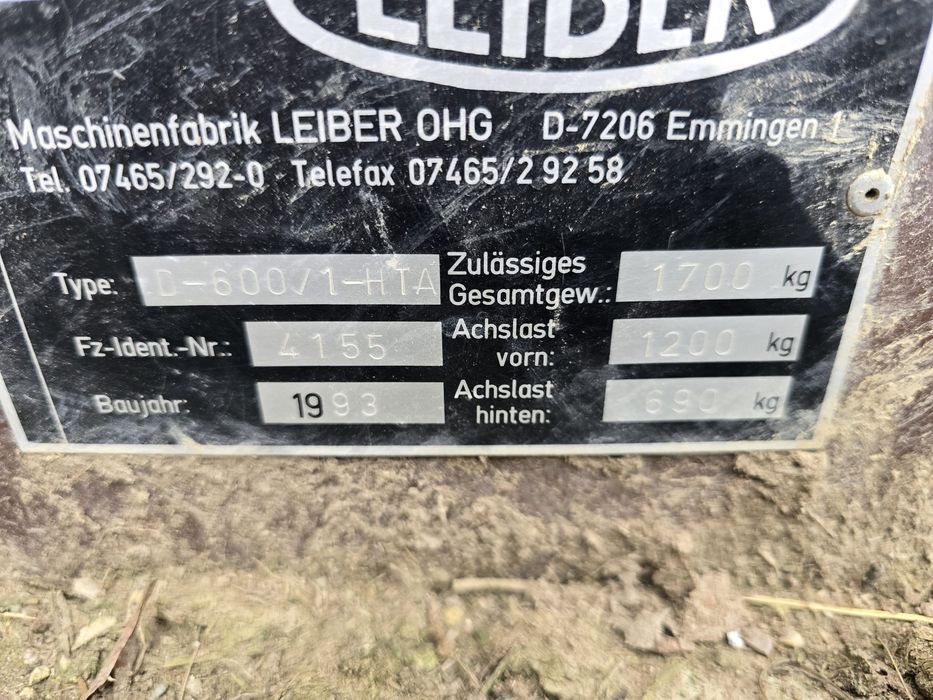 LEIBER
Maschinenfabrik LEIBER OHG D-7206 Emmingen 1
Tel. 07465/292-0 Telefax 07465/2 92 58
Type: D-600/1-HTA Zulässiges Gesamtgew.: 1700 kg
Fz-Ident.-Nr.: 4155 Achslast vorn: 1200 kg
Baujahr: 1993 Achslast hinten: 690 kg